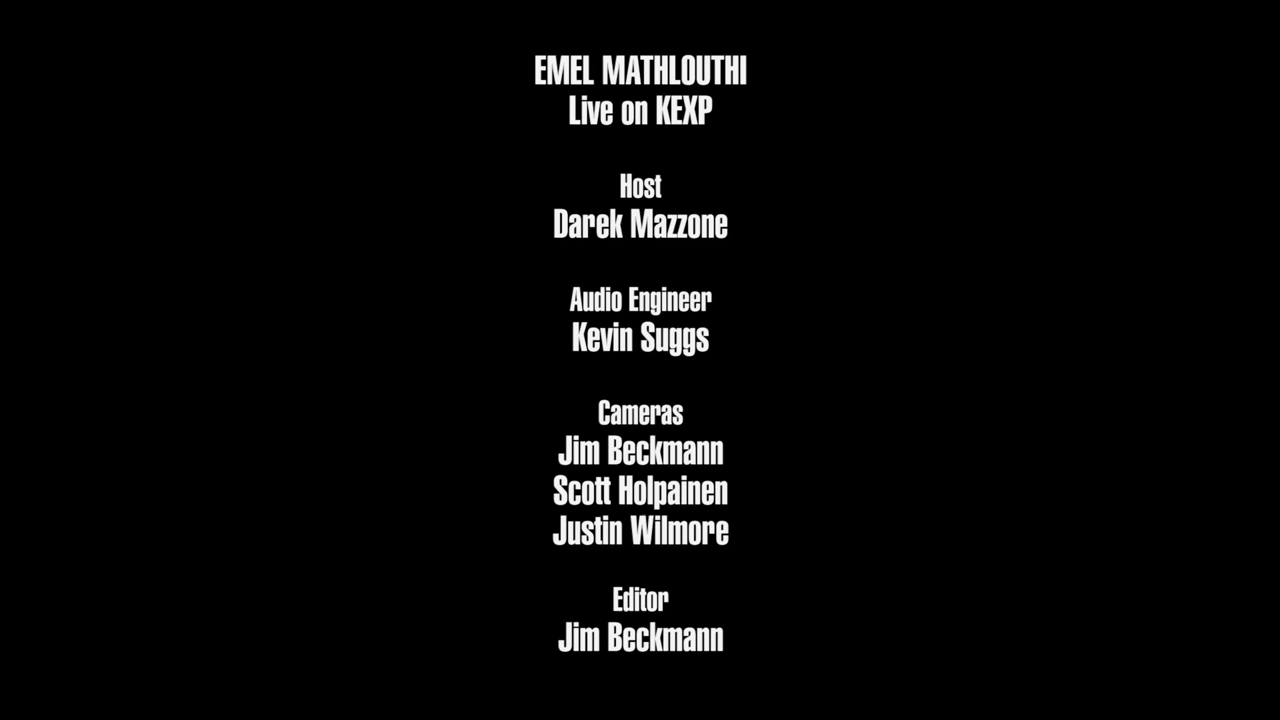 EMEL MATHLOUTHI
Live on KEXP
Host
Darek Mazzone
Audio Engineer
Kevin Suggs
Cameras
Jim Beckmann
Scott Holpainen
Justin Wilmore
Editor
Jim Beckmann